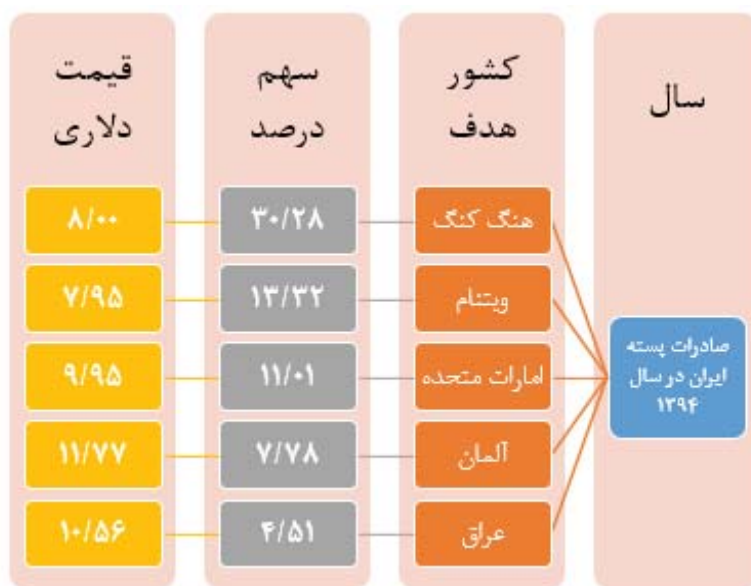 سال
کشور
هدف
سهم
درصد
قیمت
دلاری
صادرات پسته
ایران در سال
۱۳۹۴
هنگ کنگ
۳۰/۲۸
۸/۰۰
ویتنام
۱۳/۳۲
۷/۹۵
امارات متحده
۱۱/۰۱
۹/۹۵
آلمان
۷/۷۸
۱۱/۷۷
عراق
۴/۵۱
۱۰/۵۶